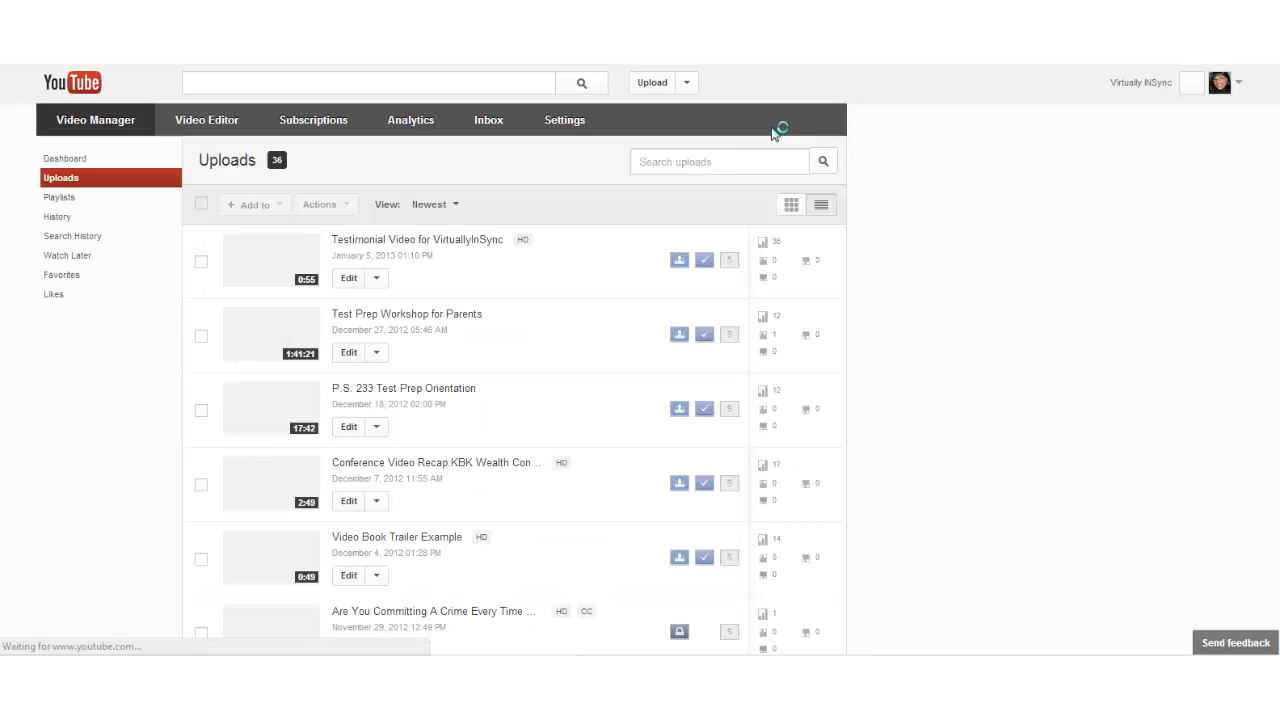 YouTube
Upload
Virtually INSync
Video Manager
Video Editor
Subscriptions
Analytics
Inbox
Settings
Dashboard
Uploads
Playlists
History
Search History
Watch Later
Favorites
Likes
Uploads 36
Search uploads
+ Add to
Actions
View: Newest
0:55
Testimonial Video for VirtuallyInSync HD
January 5, 2013 01:10 PM
Edit
S
36
0 0
0
1:41:21
Test Prep Workshop for Parents
December 27, 2012 05:46 AM
Edit
S
12
1 0
0
17:42
P.S. 233 Test Prep Orientation
December 18, 2012 02:00 PM
Edit
S
12
0 0
0
2:49
Conference Video Recap:KBK Wealth Con... HD
December 7, 2012 11:55 AM
Edit
S
17
0 0
0
0:49
Video Book Trailer Example HD
December 4, 2012 01:28 PM
Edit
S
14
0 0
0
Are You Committing A Crime Every Time ... HD CC
November 29, 2012 12:49 PM
S
1
0 0
0
Waiting for www.youtube.com...
Send feedback